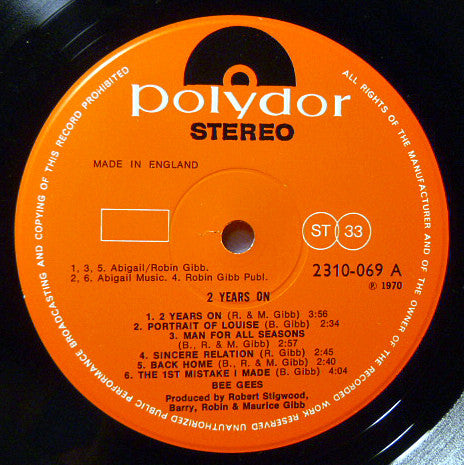 UNAUTHORIZED PUBLIC PERFORMANCE BROADCASTING AND COPYING OF THIS RECORD PROHIBITED
ALL RIGHTS OF THE MANUFACTURER AND OF THE OWNER OF THE RECORDED WORK RESERVED
polydor
STEREO
MADE IN ENGLAND
ST 33
1, 3, 5. Abigail/Robin Gibb.
2, 6. Abigail Music. 4. Robin Gibb Publ.
2310-069 A
℗ 1970
2 YEARS ON
1. 2 YEARS ON (R. & M. Gibb) 3:56
2. PORTRAIT OF LOUISE (B. Gibb) 2:34
3. MAN FOR ALL SEASONS
(B., R. & M. Gibb) 2:57
4. SINCERE RELATION (R. Gibb) 2:45
5. BACK HOME (B., R. & M. Gibb) 2:40
6. THE 1ST MISTAKE I MADE (B. Gibb) 4:04
BEE GEES
Produced by Robert Stigwood,
Barry, Robin & Maurice Gibb